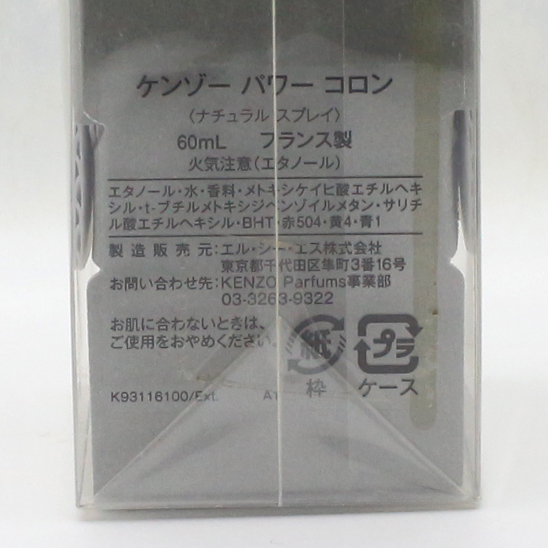 ケンゾー パワー コロン
〈ナチュラル スプレイ〉
60mL フランス製
火気注意(エタノール)
エタノール・水・香料・メトキシケイヒ酸エチルヘキ
シル・t-ブチルメトキシジベンゾイルメタン・サリチ
ル酸エチルヘキシル・BHT・赤504・黄4・青1
製造販売元:エル・シー・エス株式会社
東京都千代田区隼町3番16号
お問い合わせ先:KENZO Parfums事業部
03-3263-9322
お肌に合わないときは、
ご使用をおやめください。
紙
枠
プラ
ケース
K93116100/Ext.